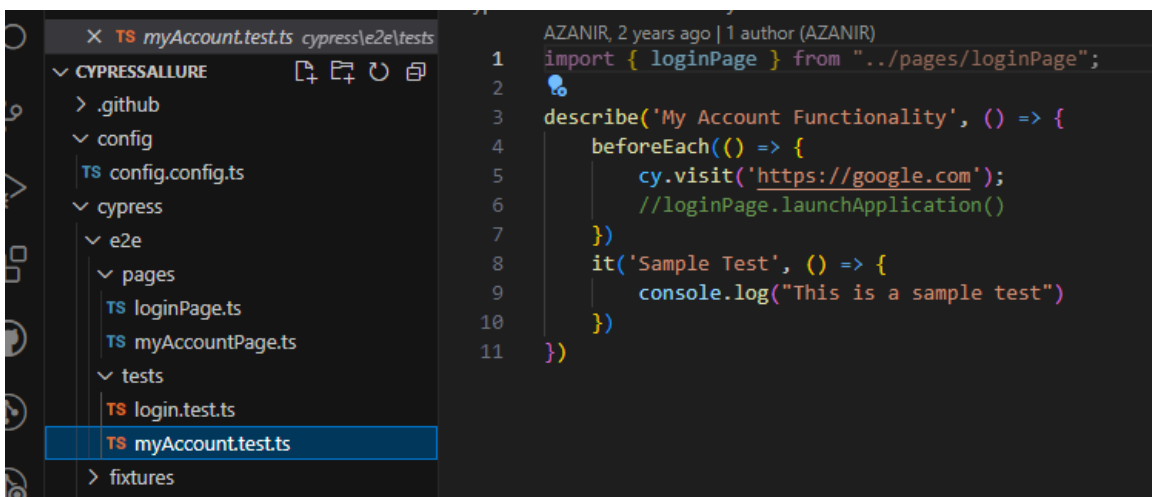 TS myAccount.test.ts cypress\e2e\tests
CYPRESSALLURE
.github
config
TS config.config.ts
cypress
e2e
pages
TS loginPage.ts
TS myAccountPage.ts
tests
TS login.test.ts
TS myAccount.test.ts
fixtures
AZANIR, 2 years ago | 1 author (AZANIR)
1 import { loginPage } from "../pages/loginPage";
2
3 describe('My Account Functionality', () => {
4 beforeEach(() => {
5 cy.visit('https://google.com');
6 //loginPage.launchApplication()
7 })
8 it('Sample Test', () => {
9 console.log("This is a sample test")
10 })
11 })